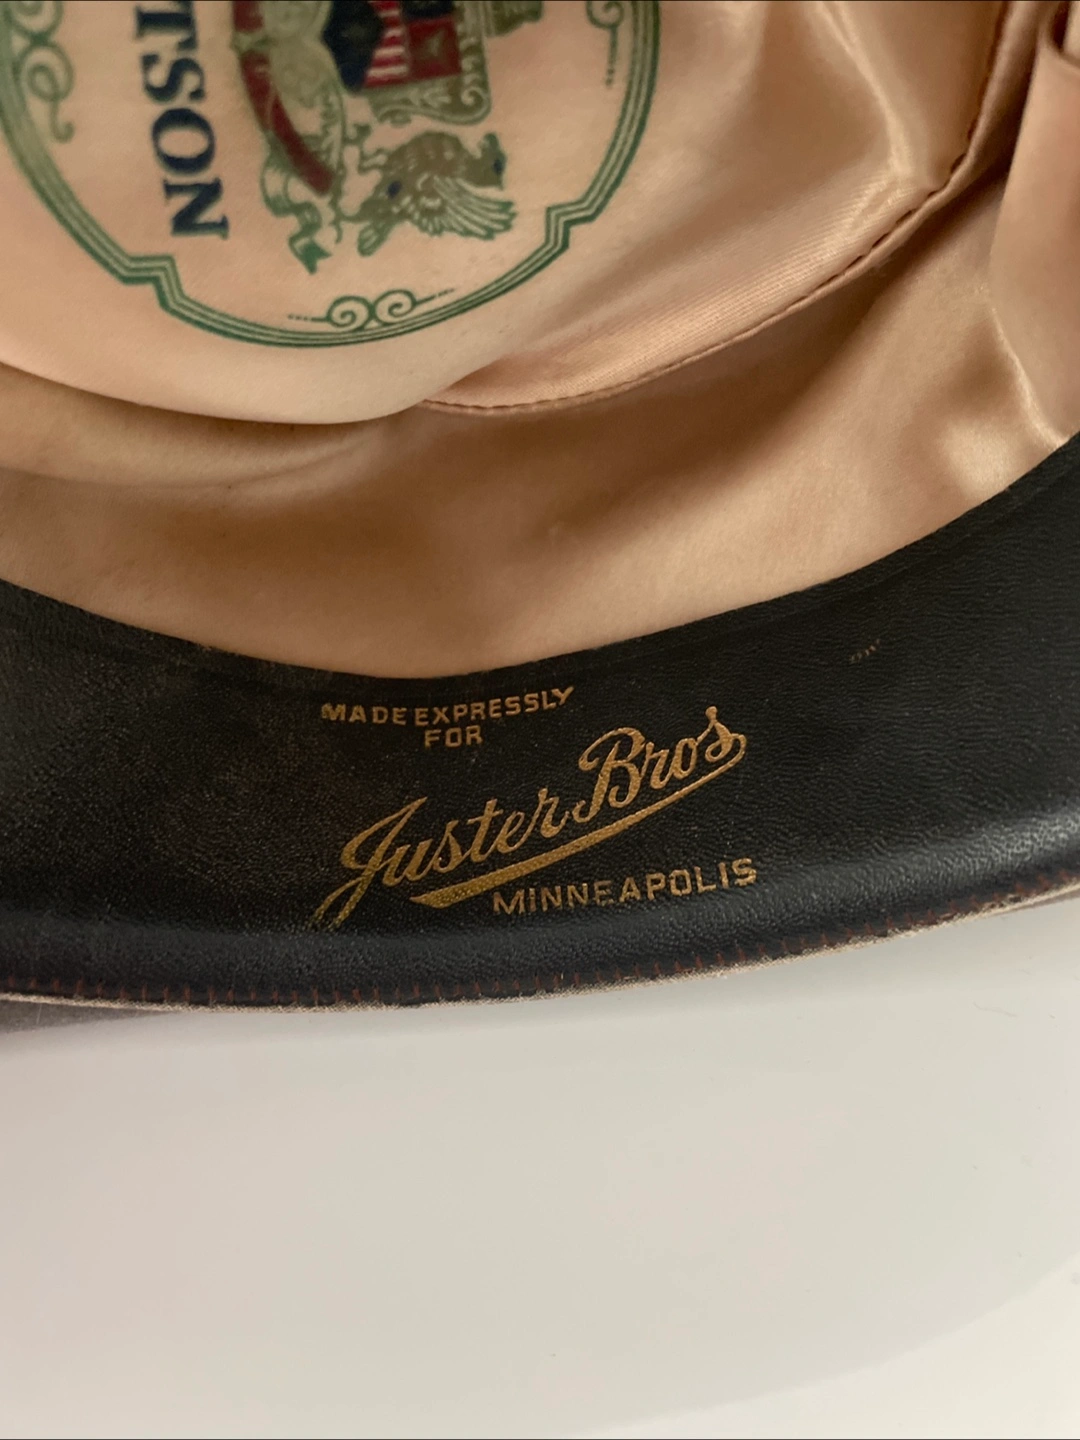 TSON
MADE EXPRESSLY
FOR
Juster Bros
MINNEAPOLIS